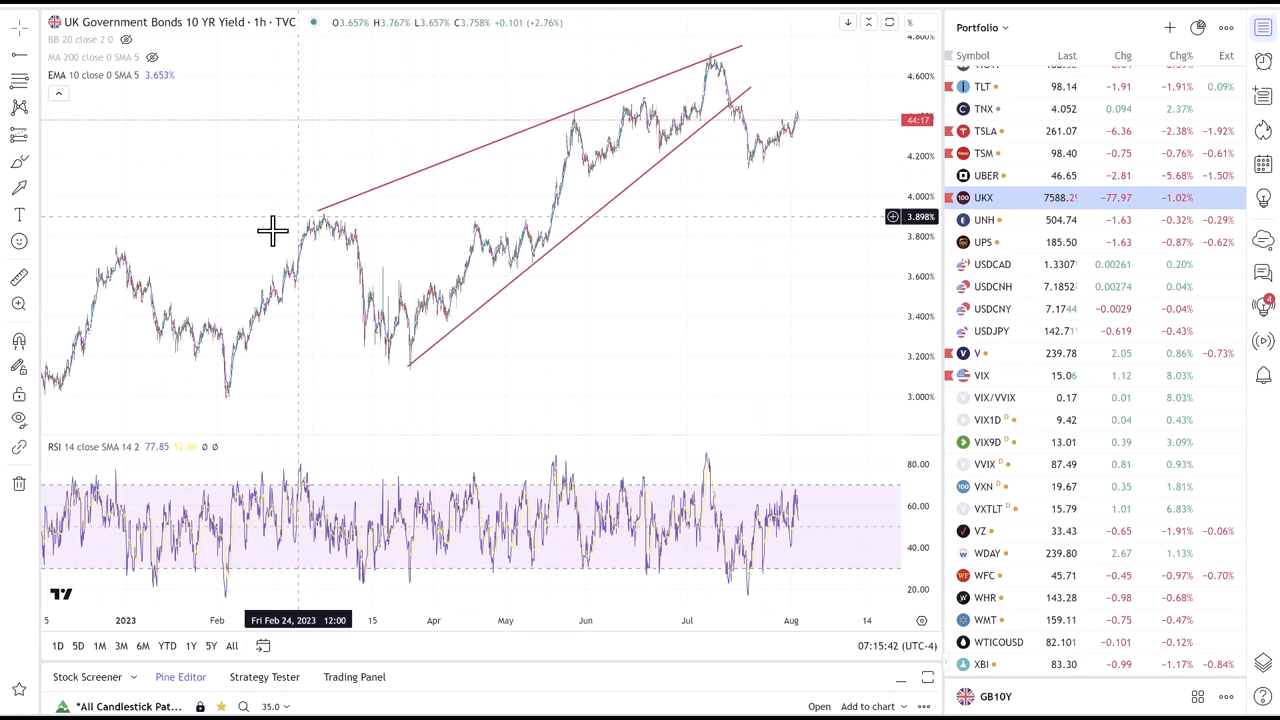 UK Government Bonds 10 YR Yield · 1h · TVC
O3.657% H3.767% L3.657% C3.758% +0.101 (+2.76%)
BB 20 close 2 0
MA 200 close 0 SMA 5
EMA 10 close 0 SMA 5 3.653%
%
4.800%
4.600%
44:17
4.200%
4.000%
3.898%
3.800%
3.600%
3.400%
3.200%
3.000%
RSI 14 close SMA 14 2 77.85 52.66 Ø Ø
80.00
60.00
40.00
20.00
5 2023 Feb Fri Feb 24, 2023 12:00 15 Apr May Jun Jul Aug 14
1D 5D 1M 3M 6M YTD 1Y 5Y All
07:15:42 (UTC-4)
Stock Screener Pine Editor Strategy Tester Trading Panel
*All Candlestick Pat...
Open Add to chart
Portfolio
Symbol Last Chg Chg% Ext
TLT 98.14 −1.91 −1.91% 0.09%
TNX 4.052 0.094 2.37%
TSLA 261.07 −6.36 −2.38% −1.92%
TSM 98.40 −0.75 −0.76% −0.61%
UBER 46.65 −2.81 −5.68% −1.50%
UKX 7588.29 −77.97 −1.02%
UNH 504.74 −1.63 −0.32% −0.29%
UPS 185.50 −1.63 −0.87% −0.62%
USDCAD 1.3307 0.00261 0.20%
USDCNH 7.1852 0.00274 0.04%
USDCNY 7.1744 −0.0029 −0.04%
USDJPY 142.71 −0.619 −0.43%
V 239.78 2.05 0.86% −0.73%
VIX 15.06 1.12 8.03%
VIX/VVIX 0.17 0.01 8.03%
VIX1D D 9.42 0.04 0.43%
VIX9D D 13.01 0.39 3.09%
VVIX D 87.49 0.81 0.93%
VXN D 19.67 0.35 1.81%
VXTLT D 15.79 1.01 6.83%
VZ 33.43 −0.65 −1.91% −0.06%
WDAY 239.80 2.67 1.13%
WFC 45.71 −0.45 −0.97% −0.70%
WHR 143.28 −0.98 −0.68%
WMT 159.11 −0.75 −0.47%
WTICOUSD 82.101 −0.101 −0.12%
XBI 83.30 −0.99 −1.17% −0.84%
GB10Y
4